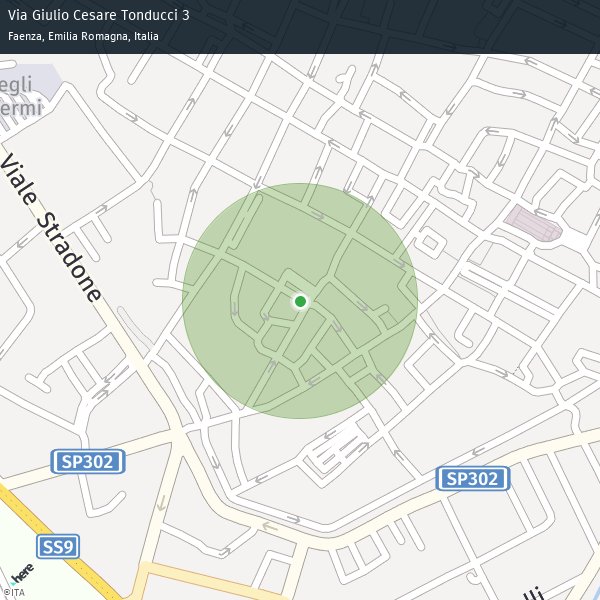 Via Giulio Cesare Tonducci 3
Faenza, Emilia Romagna, Italia
egli
ermi
Viale Stradone
SP302
SP302
SS9
here
©ITA
lli